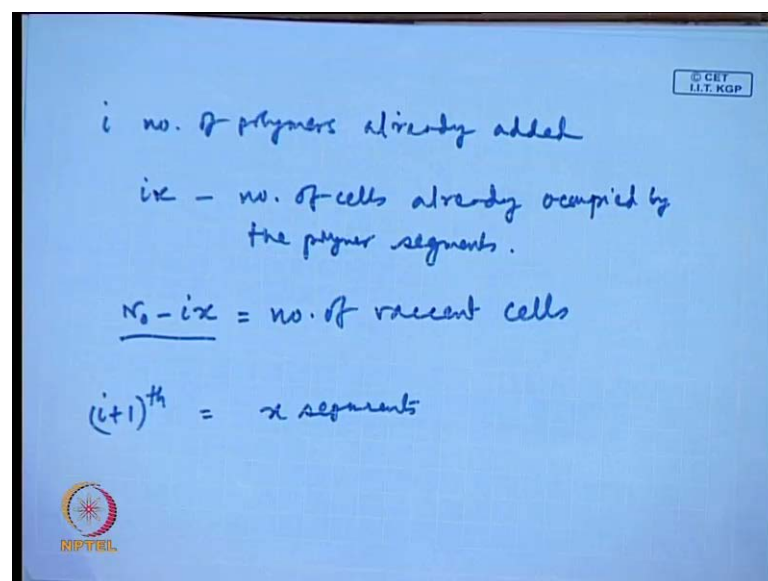 © CET
I.I.T. KGP
i no. of polymers already added
ix - no. of cells already occupied by
the polymer segments.
N₀ - ix = no. of vaccent cells
(i+1)th = x segments
NPTEL